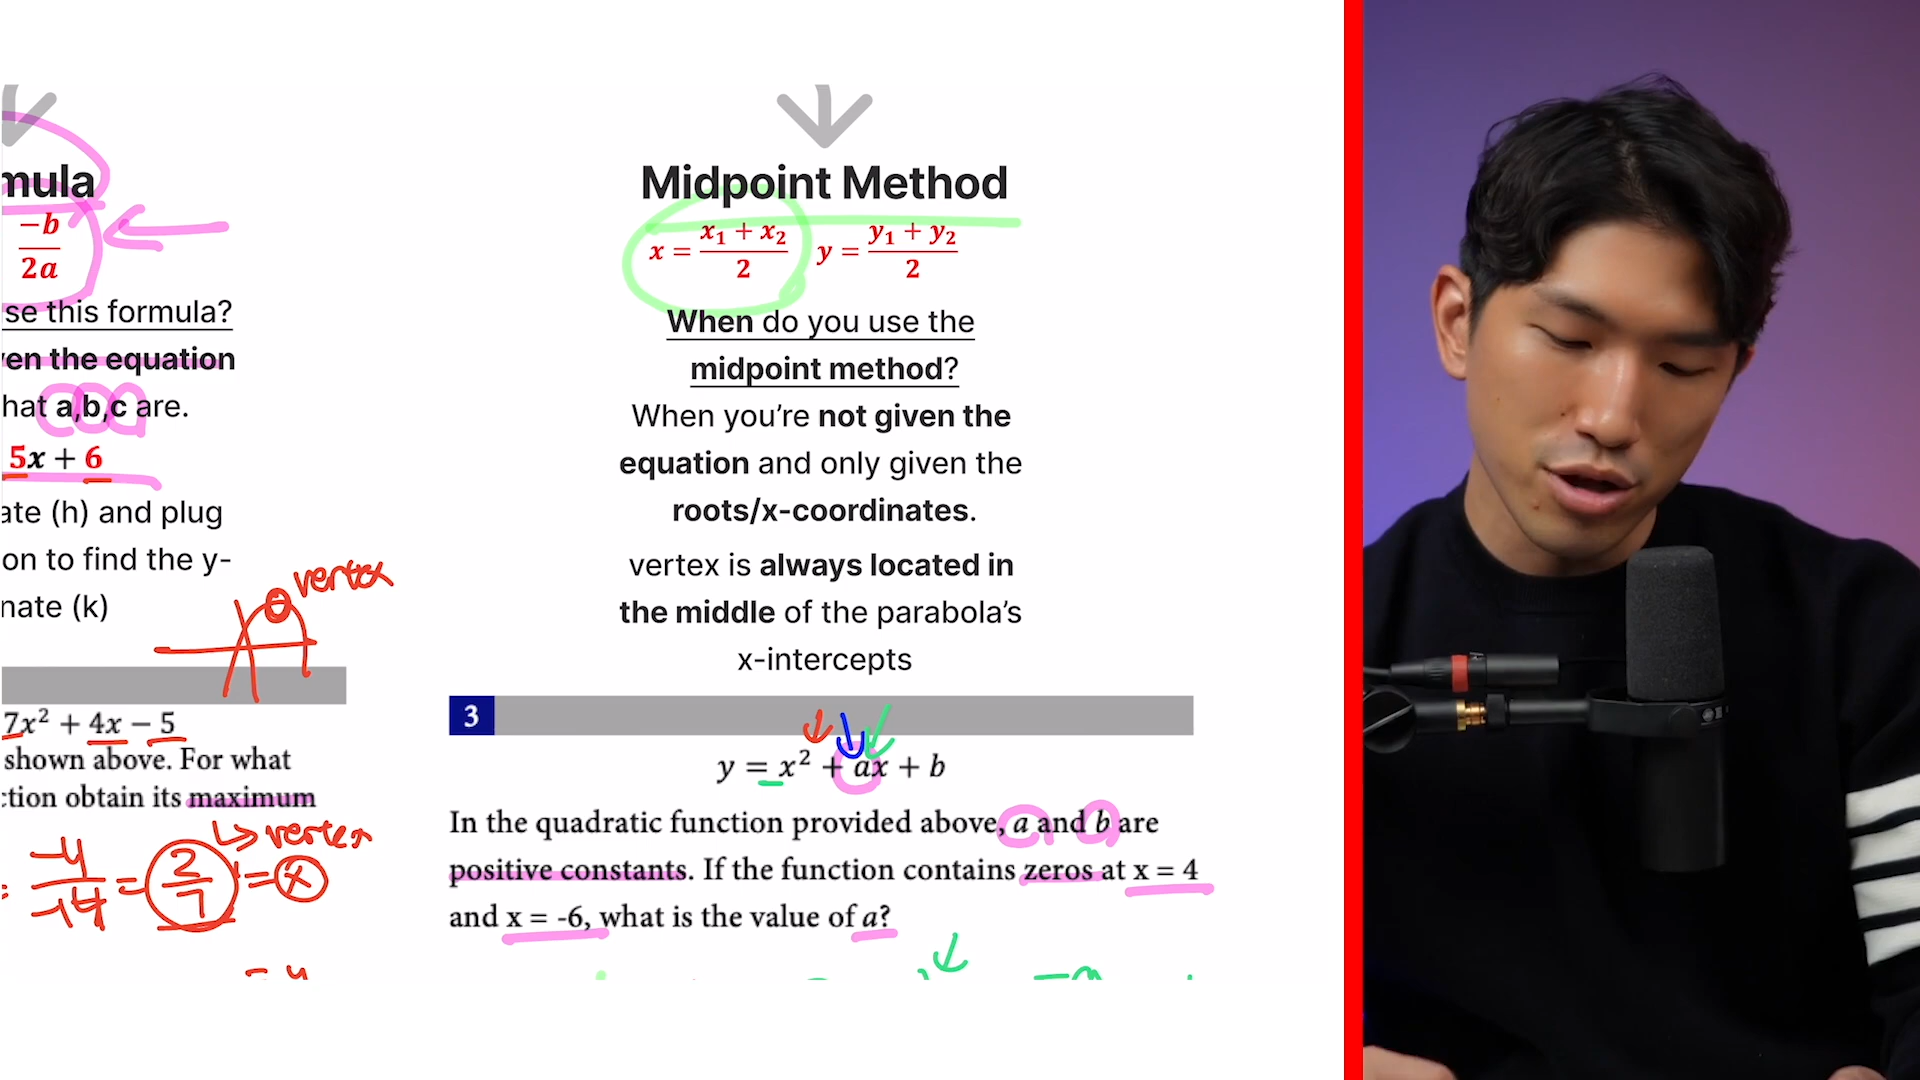 mula
-b
2a
se this formula?
en the equation
hat a,b,c are.
5x + 6
ate (h) and plug
on to find the y-
nate (k)
vertex
7x² + 4x − 5
shown above. For what
tion obtain its maximum
vertex
-4
-14
= 2/7 = x
Midpoint Method
x = (x₁ + x₂)/2 y = (y₁ + y₂)/2
When do you use the
midpoint method?
When you’re not given the
equation and only given the
roots/x-coordinates.
vertex is always located in
the middle of the parabola’s
x-intercepts
3
y = x² + ax + b
In the quadratic function provided above, a and b are
positive constants. If the function contains zeros at x = 4
and x = -6, what is the value of a?